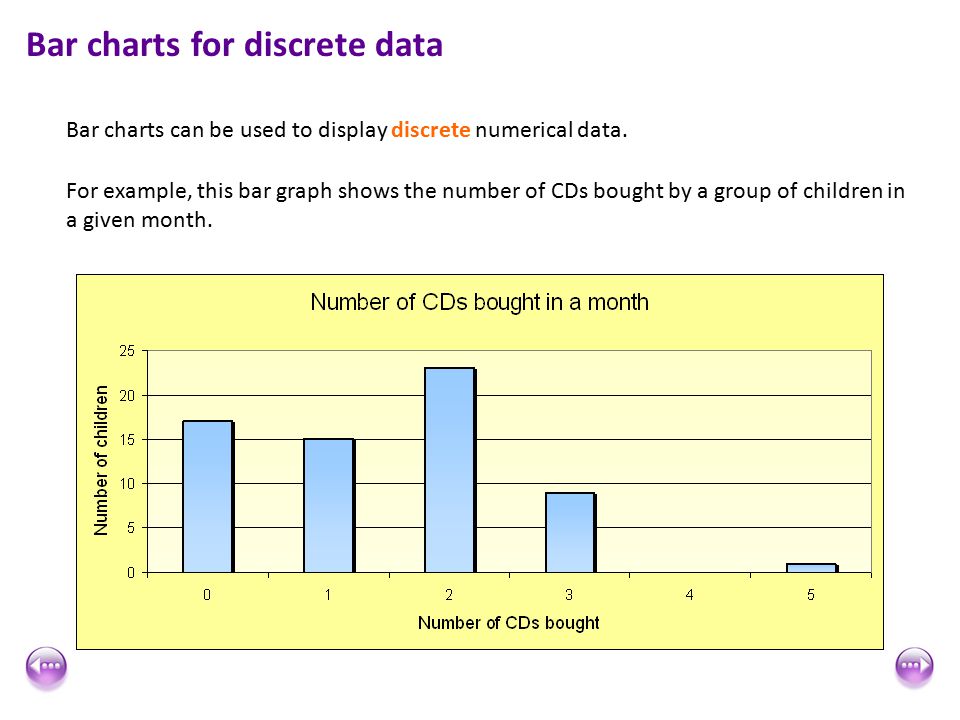 Bar charts for discrete data
Bar charts can be used to display discrete numerical data.
For example, this bar graph shows the number of CDs bought by a group of children in
a given month.
Number of CDs bought in a month
Number of children
25
20
15
10
5
0
0 1 2 3 4 5
Number of CDs bought